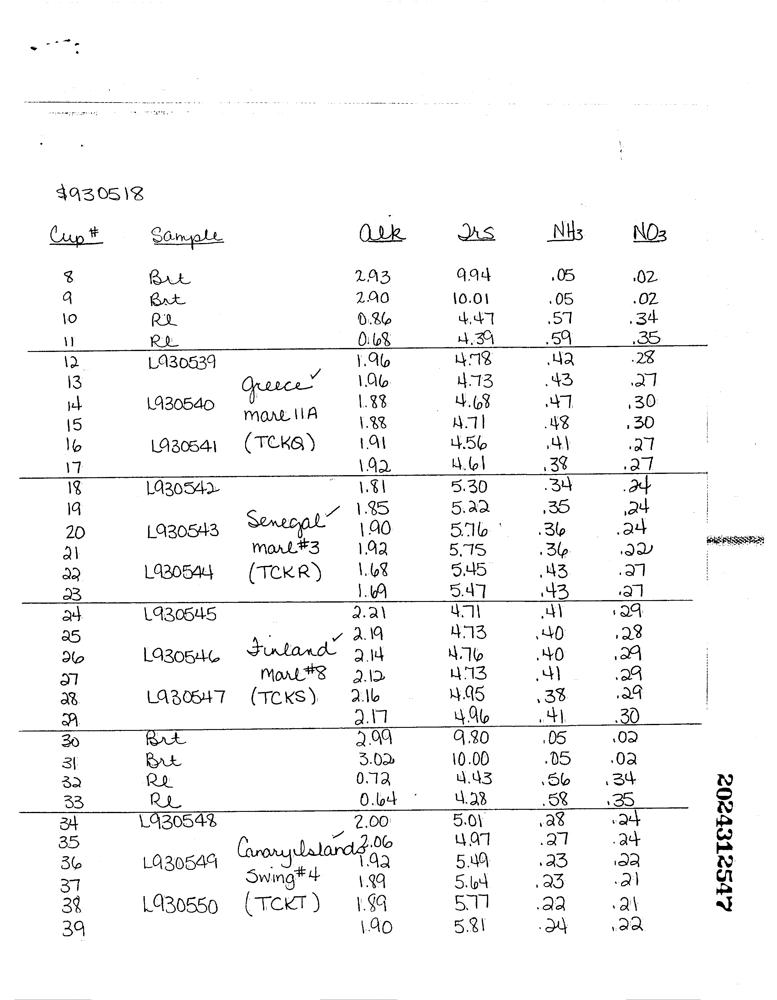 $930518
Cup # Sample Alk Trs NH3 NO3
8 Brt 2.93 9.94 .05 .02
9 Brt 2.90 10.01 .05 .02
10 Rl 0.86 4.47 .57 .34
11 Rl 0.68 4.39 .59 .35
12 L930539 1.96 4.78 .42 .28
13 Greece ✓ 1.96 4.73 .43 .27
14 L930540 1.88 4.68 .47 .30
15 marl 11A 1.88 4.71 .48 .30
16 L930541 (TCKQ) 1.91 4.56 .41 .27
17 1.92 4.61 .38 .27
18 L930542 1.81 5.30 .34 .24
19 1.85 5.22 .35 .24
20 L930543 Senegal ✓ 1.90 5.76 .36 .24
21 marl #3 1.92 5.75 .36 .22
22 L930544 (TCKR) 1.68 5.45 .43 .27
23 1.69 5.47 .43 .27
24 L930545 2.21 4.71 .41 .29
25 2.19 4.73 .40 .28
26 L930546 Finland ✓ 2.14 4.76 .40 .29
27 Marl #8 2.12 4.73 .41 .29
28 L930547 (TCKS) 2.16 4.95 .38 .29
29 2.17 4.96 .41 .30
30 Brt 2.99 9.80 .05 .02
31 Brt 3.02 10.00 .05 .02
32 Rl 0.72 4.43 .56 .34
33 Rl 0.64 4.28 .58 .35
34 L930548 2.00 5.01 .28 .24
35 ✓ 2.06 4.97 .27 .24
36 L930549 Canary Islands 1.92 5.49 .23 .22
37 Swing #4 1.89 5.64 .23 .21
38 L930550 (TCKT) 1.89 5.77 .22 .21
39 1.90 5.81 .24 .22
2024312547